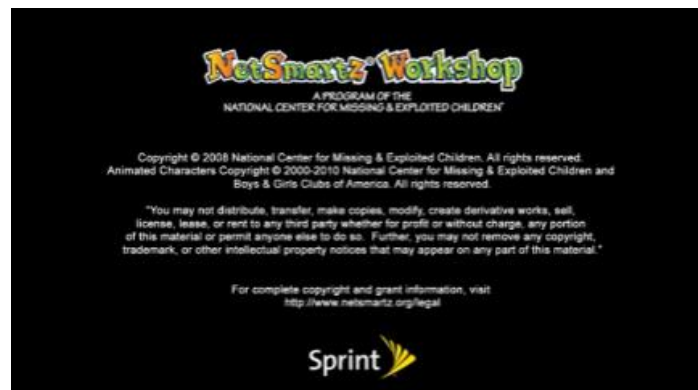 NetSmartz® Workshop
A PROGRAM OF THE
NATIONAL CENTER FOR MISSING & EXPLOITED CHILDREN®
Copyright © 2008 National Center for Missing & Exploited Children. All rights reserved.
Animated Characters Copyright © 2000-2010 National Center for Missing & Exploited Children and
Boys & Girls Clubs of America. All rights reserved.
"You may not distribute, transfer, make copies, modify, create derivative works, sell,
license, lease, or rent to any third party whether for profit or without charge, any portion
of this material or permit anyone else to do so. Further, you may not remove any copyright,
trademark, or other intellectual property notices that may appear on any part of this material."
For complete copyright and grant information, visit
http://www.netsmartz.org/legal
Sprint